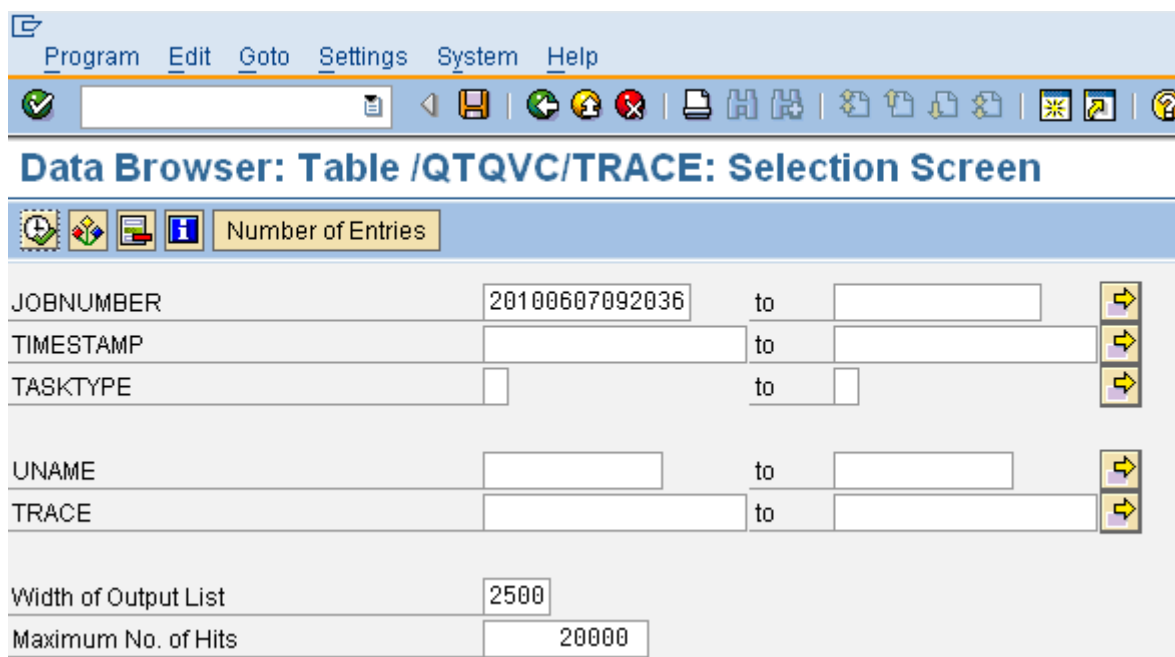 Program Edit Goto Settings System Help
Data Browser: Table /QTQVC/TRACE: Selection Screen
Number of Entries
JOBNUMBER 20100607092036 to
TIMESTAMP to
TASKTYPE to
UNAME to
TRACE to
Width of Output List 2500
Maximum No. of Hits 20000